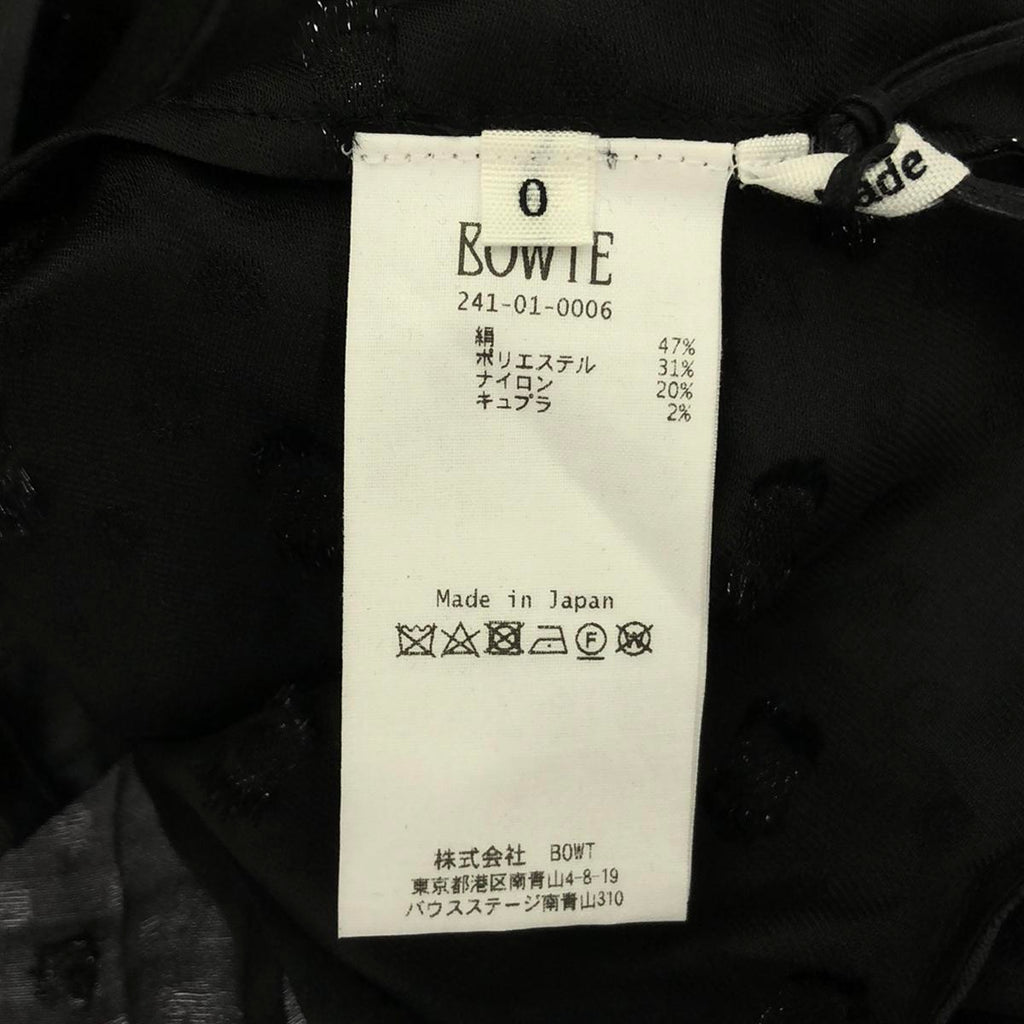 0
BOWTE
241-01-0006
絹 47%
ポリエステル 31%
ナイロン 20%
キュプラ 2%
Made in Japan
F
W
株式会社 BOWT
東京都港区南青山4-8-19
バウスステージ南青山310